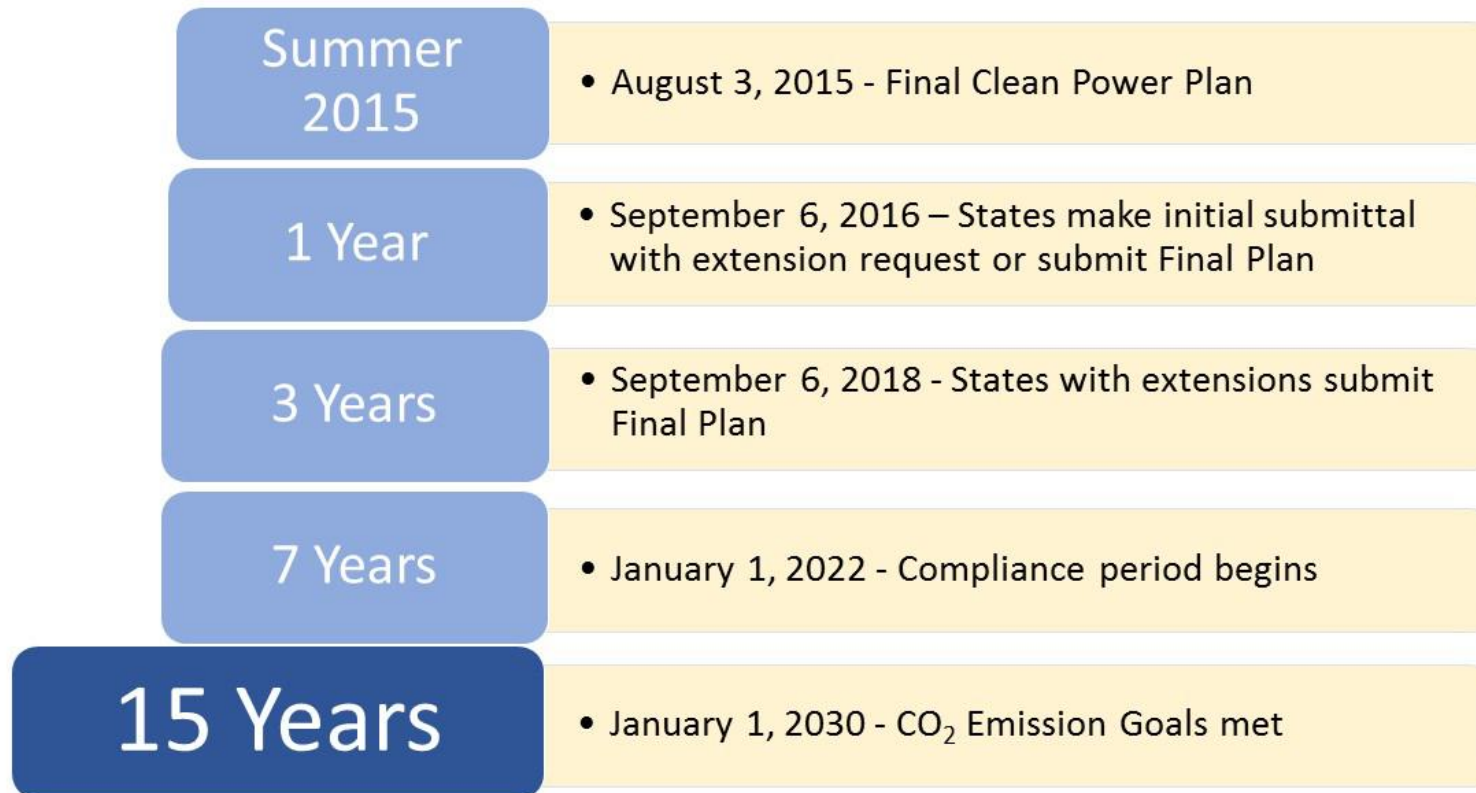 Summer
2015
• August 3, 2015 - Final Clean Power Plan
1 Year
• September 6, 2016 – States make initial submittal
with extension request or submit Final Plan
3 Years
• September 6, 2018 - States with extensions submit
Final Plan
7 Years
• January 1, 2022 - Compliance period begins
15 Years
• January 1, 2030 - CO₂ Emission Goals met